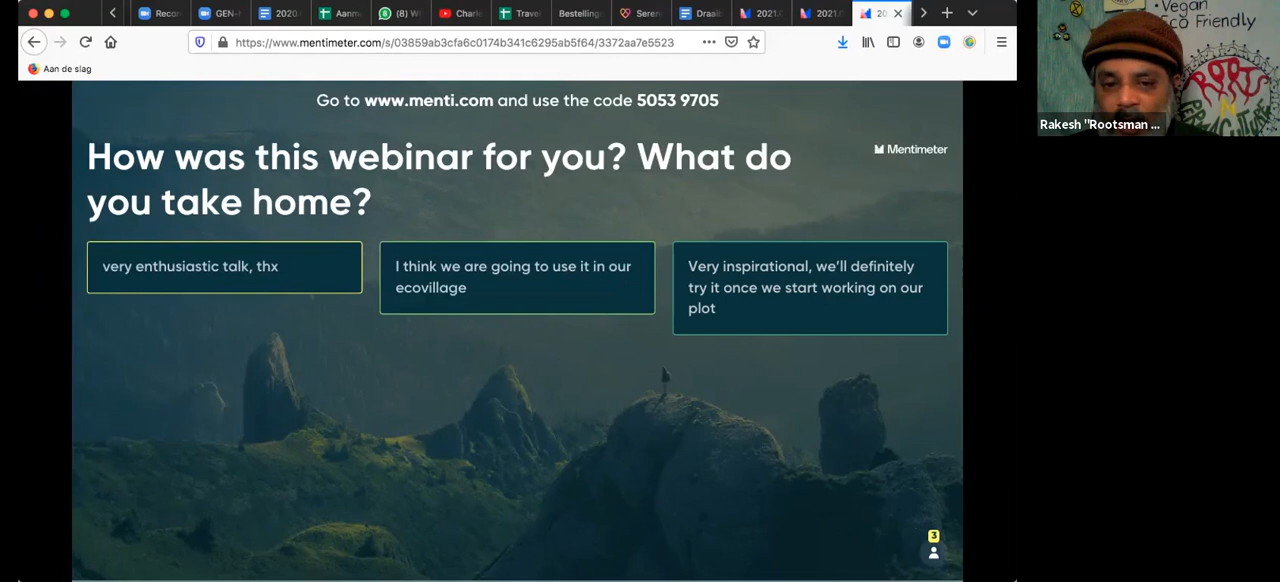 Recon
GEN-
2020
Aanm
(8) W
Charle
Travel
Bestellings
Seren
Draai
2021/
2021/
20
https://www.mentimeter.com/s/03859ab3cfa6c0174b341c6295ab5f64/3372aa7e5523
Aan de slag
Go to www.menti.com and use the code 5053 9705
How was this webinar for you? What do
you take home?
Mentimeter
very enthusiastic talk, thx
I think we are going to use it in our
ecovillage
Very inspirational, we'll definitely
try it once we start working on our
plot
3
• Vegan
Eco Friendly
ROOTS
N
Rakesh "Rootsman ...